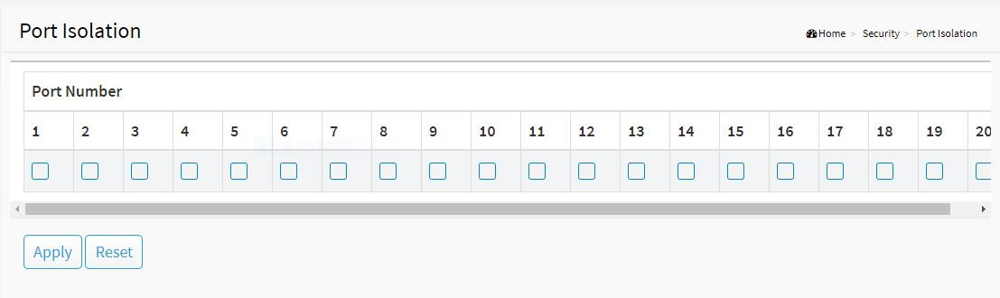 Port Isolation
Home > Security > Port Isolation
Port Number
1 2 3 4 5 6 7 8 9 10 11 12 13 14 15 16 17 18 19 20
Apply Reset